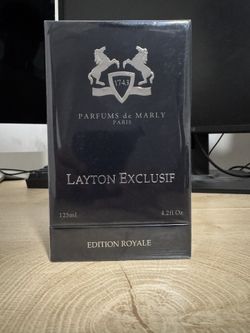 1743
PARFUMS de MARLY
PARIS
LAYTON EXCLUSIF
125ml 4.2fl Oz
EDITION ROYALE